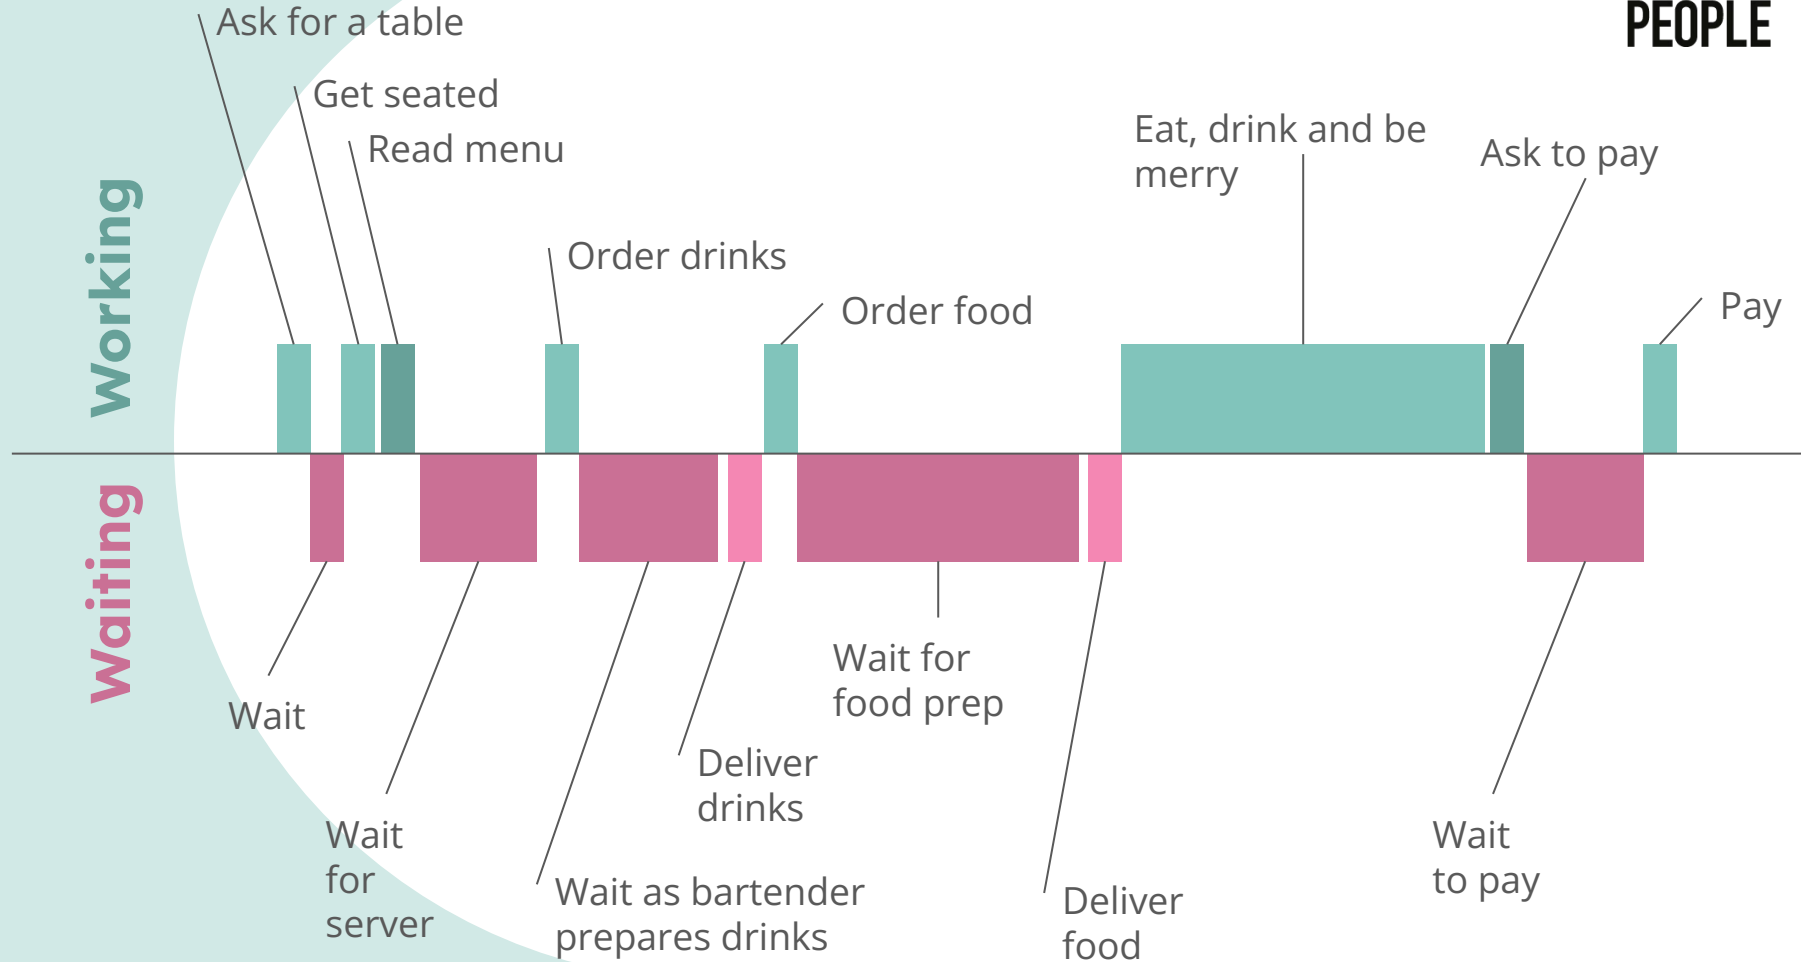 PEOPLE
Ask for a table
Get seated
Read menu
Eat, drink and be
merry
Ask to pay
Order drinks
Order food
Pay
Working
Waiting
Wait
Wait
for
server
Wait as bartender
prepares drinks
Deliver
drinks
Wait for
food prep
Deliver
food
Wait
to pay